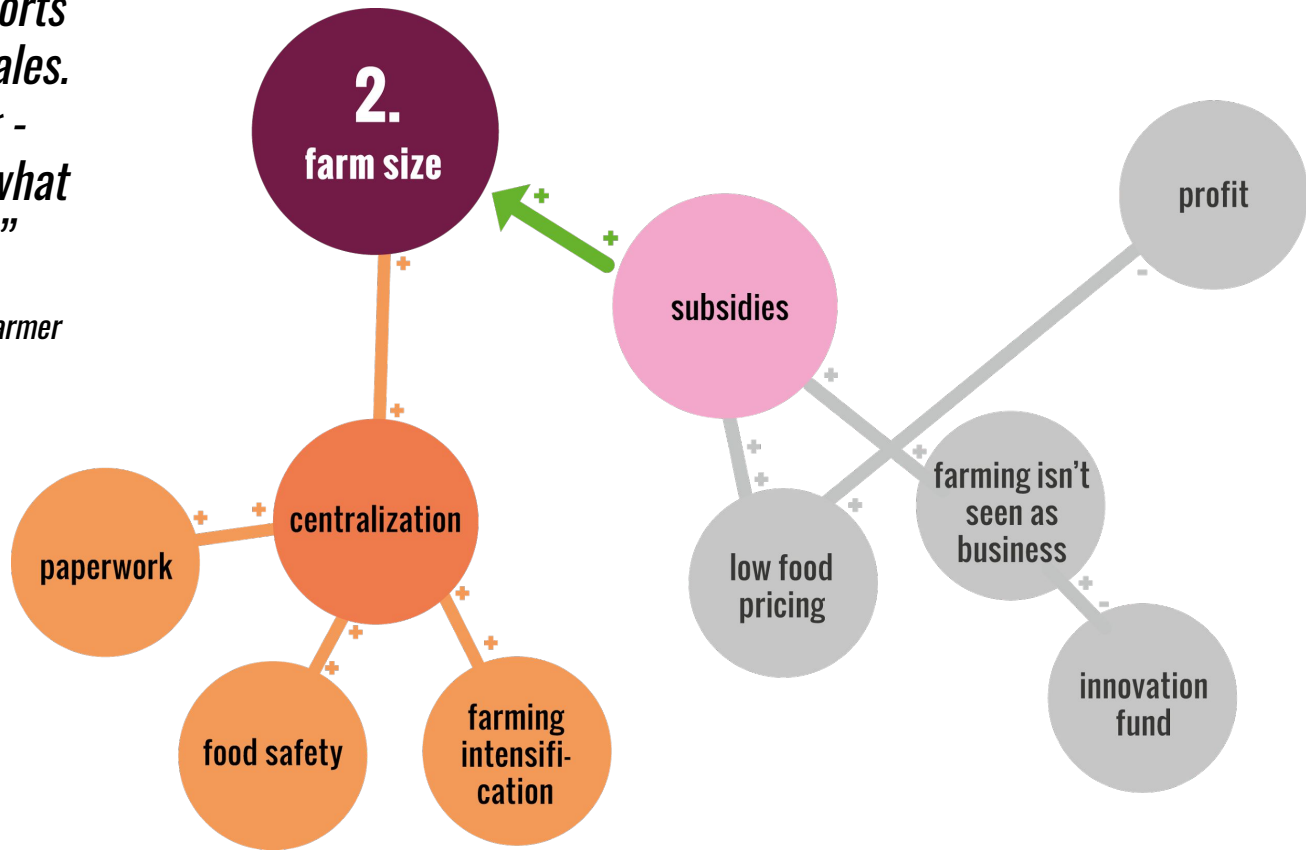 orts
ales.
r -
what
”
armer
2.
farm size
+
+
profit
-
subsidies
+
+
+
+
+
+
+
farming isn’t
seen as
business
+
-
low food
pricing
innovation
fund
+
+
centralization
+
+
paperwork
+
+
food safety
+
+
farming
intensifi-
cation